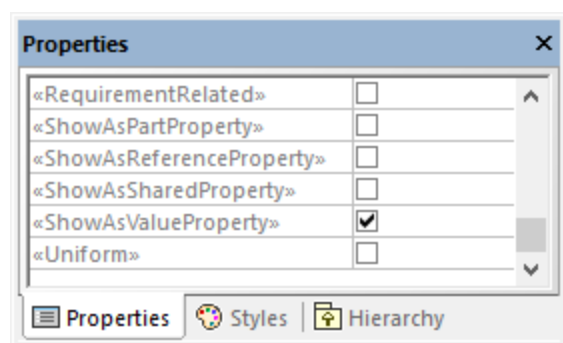 Properties
«RequirementRelated»
«ShowAsPartProperty»
«ShowAsReferenceProperty»
«ShowAsSharedProperty»
«ShowAsValueProperty»
«Uniform»
Properties Styles Hierarchy